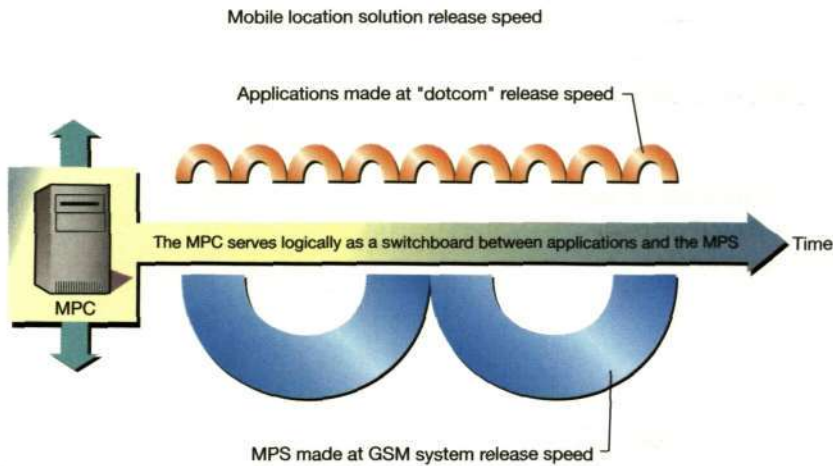 Mobile location solution release speed
Applications made at "dotcom" release speed
The MPC serves logically as a switchboard between applications and the MPS
Time
MPC
MPS made at GSM system release speed